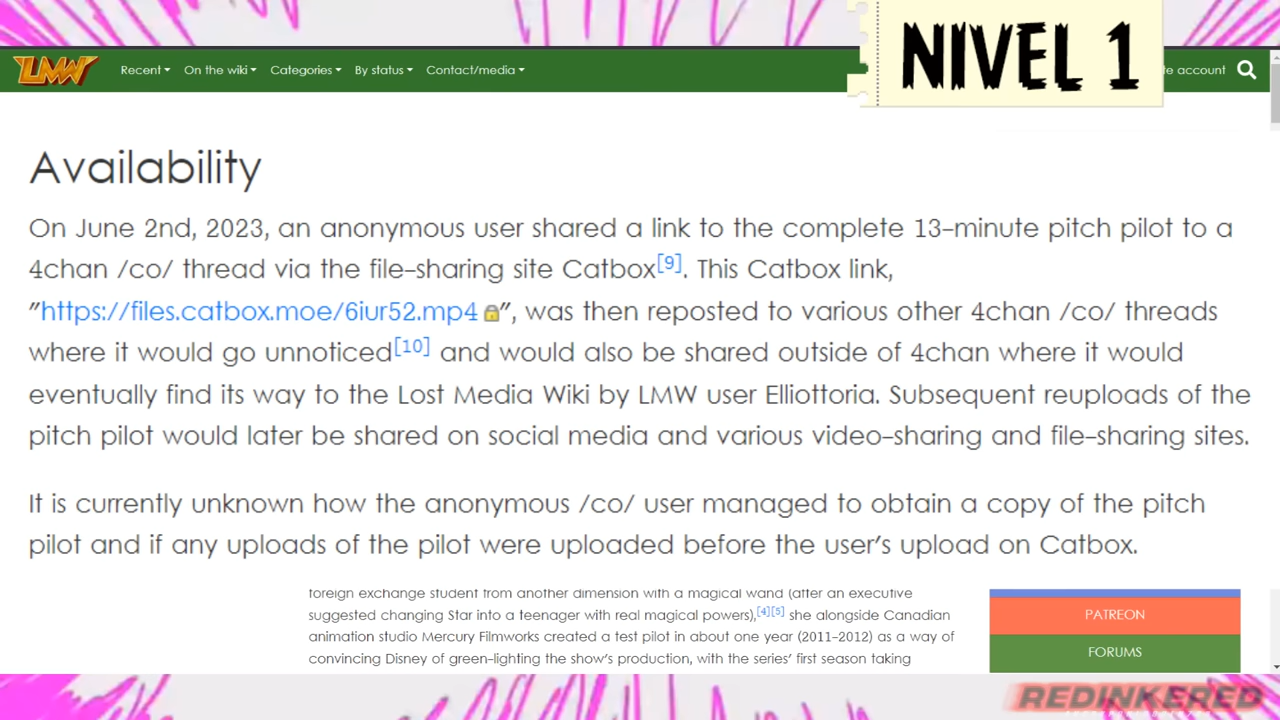 NIVEL 1
LMW Recent On the wiki Categories By status Contact/media te account
Availability
On June 2nd, 2023, an anonymous user shared a link to the complete 13-minute pitch pilot to a
4chan /co/ thread via the file-sharing site Catbox[9]. This Catbox link,
"https://files.catbox.moe/6iur52.mp4", was then reposted to various other 4chan /co/ threads
where it would go unnoticed[10] and would also be shared outside of 4chan where it would
eventually find its way to the Lost Media Wiki by LMW user Elliottoria. Subsequent reuploads of the
pitch pilot would later be shared on social media and various video-sharing and file-sharing sites.
It is currently unknown how the anonymous /co/ user managed to obtain a copy of the pitch
pilot and if any uploads of the pilot were uploaded before the user's upload on Catbox.
foreign exchange student from another dimension with a magical wand (after an executive
suggested changing Star into a teenager with real magical powers),[4][5] she alongside Canadian
animation studio Mercury Filmworks created a test pilot in about one year (2011-2012) as a way of
convincing Disney of green-lighting the show's production, with the series' first season taking
PATREON
FORUMS
REDINKERED